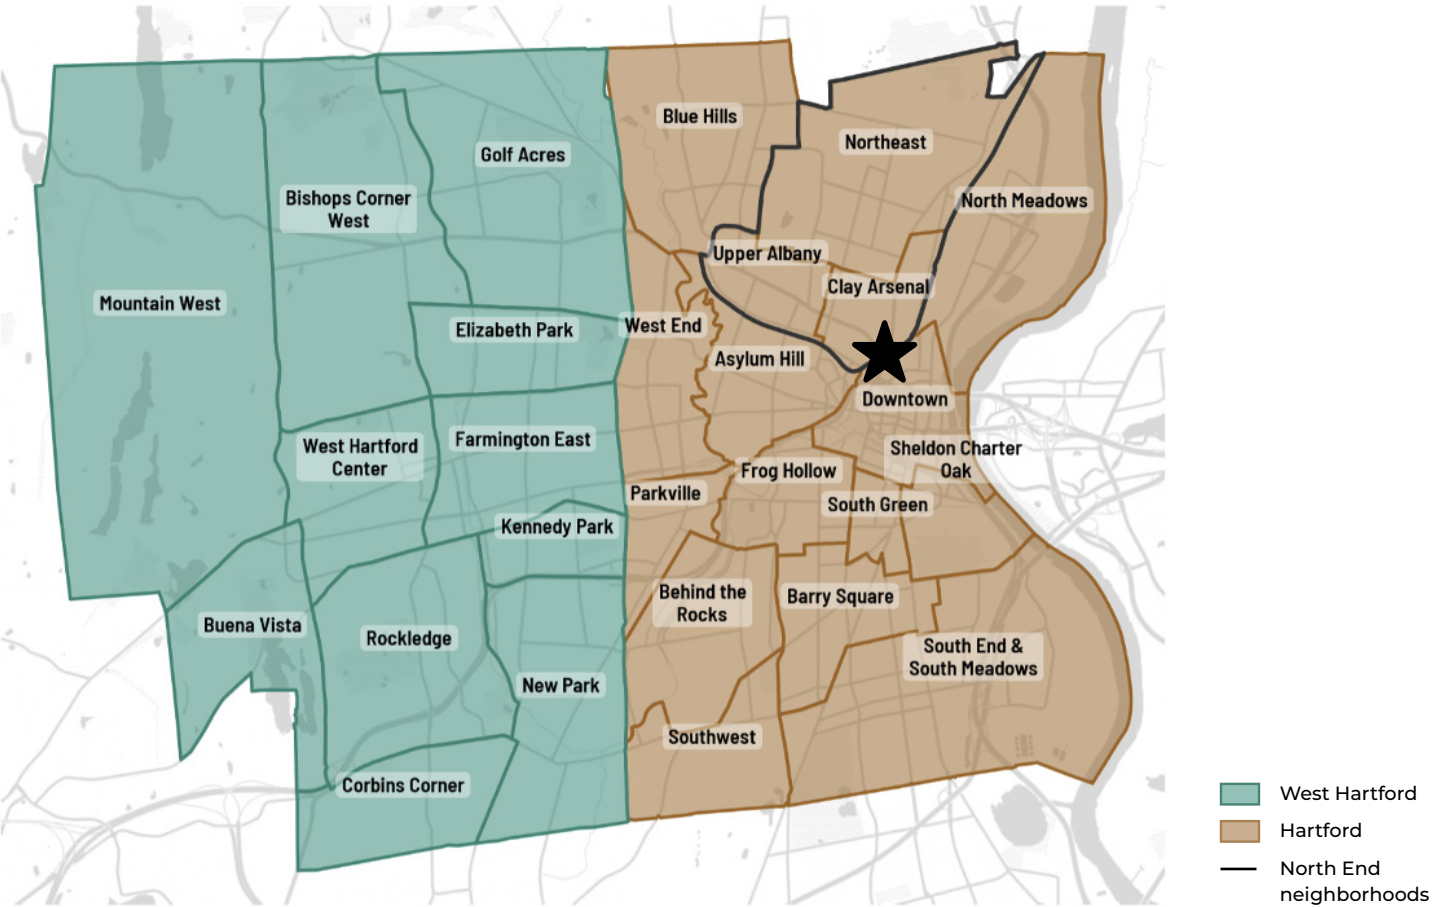 Blue Hills
Northeast
Golf Acres
Bishops Corner
West
North Meadows
Upper Albany
Clay Arsenal
Mountain West
Elizabeth Park
West End
Asylum Hill
Downtown
West Hartford
Center
Farmington East
Sheldon Charter
Oak
Frog Hollow
Parkville
South Green
Kennedy Park
Behind the
Rocks
Barry Square
Buena Vista
Rockledge
South End &
South Meadows
New Park
Southwest
Corbins Corner
West Hartford
Hartford
North End
neighborhoods